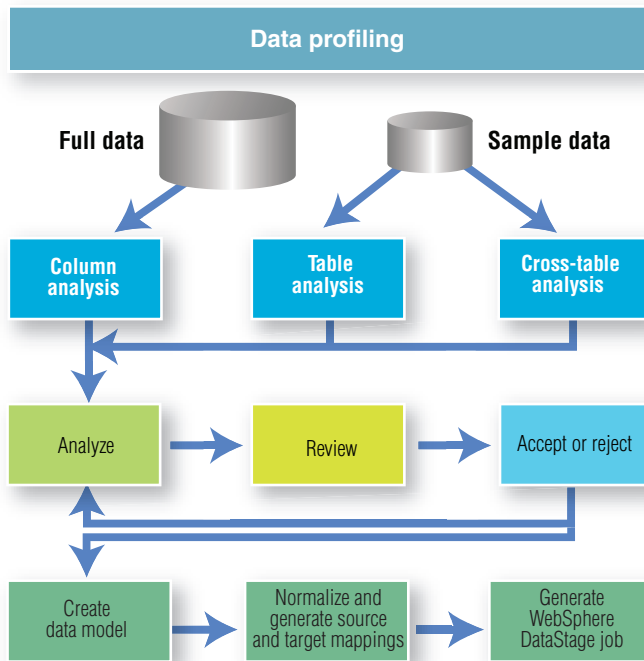 Data profiling
Full data
Sample data
Column
analysis
Table
analysis
Cross-table
analysis
Analyze
Review
Accept or reject
Create
data model
Normalize and
generate source
and target mappings
Generate
WebSphere
DataStage job